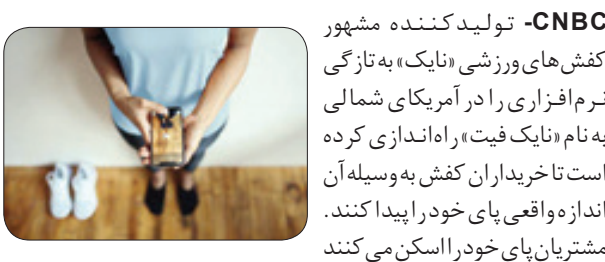 CNBC- تولیدکننده مشهور
کفش‌های ورزشی «نایک» به تازگی
نرم‌افزاری را در آمریکای شمالی
به نام «نایک فیت» راه‌اندازی کرده
است تا خریداران کفش به‌وسیله آن
اندازه واقعی پای خود را پیدا کنند.
مشتریان پای خود را اسکن می‌کنند